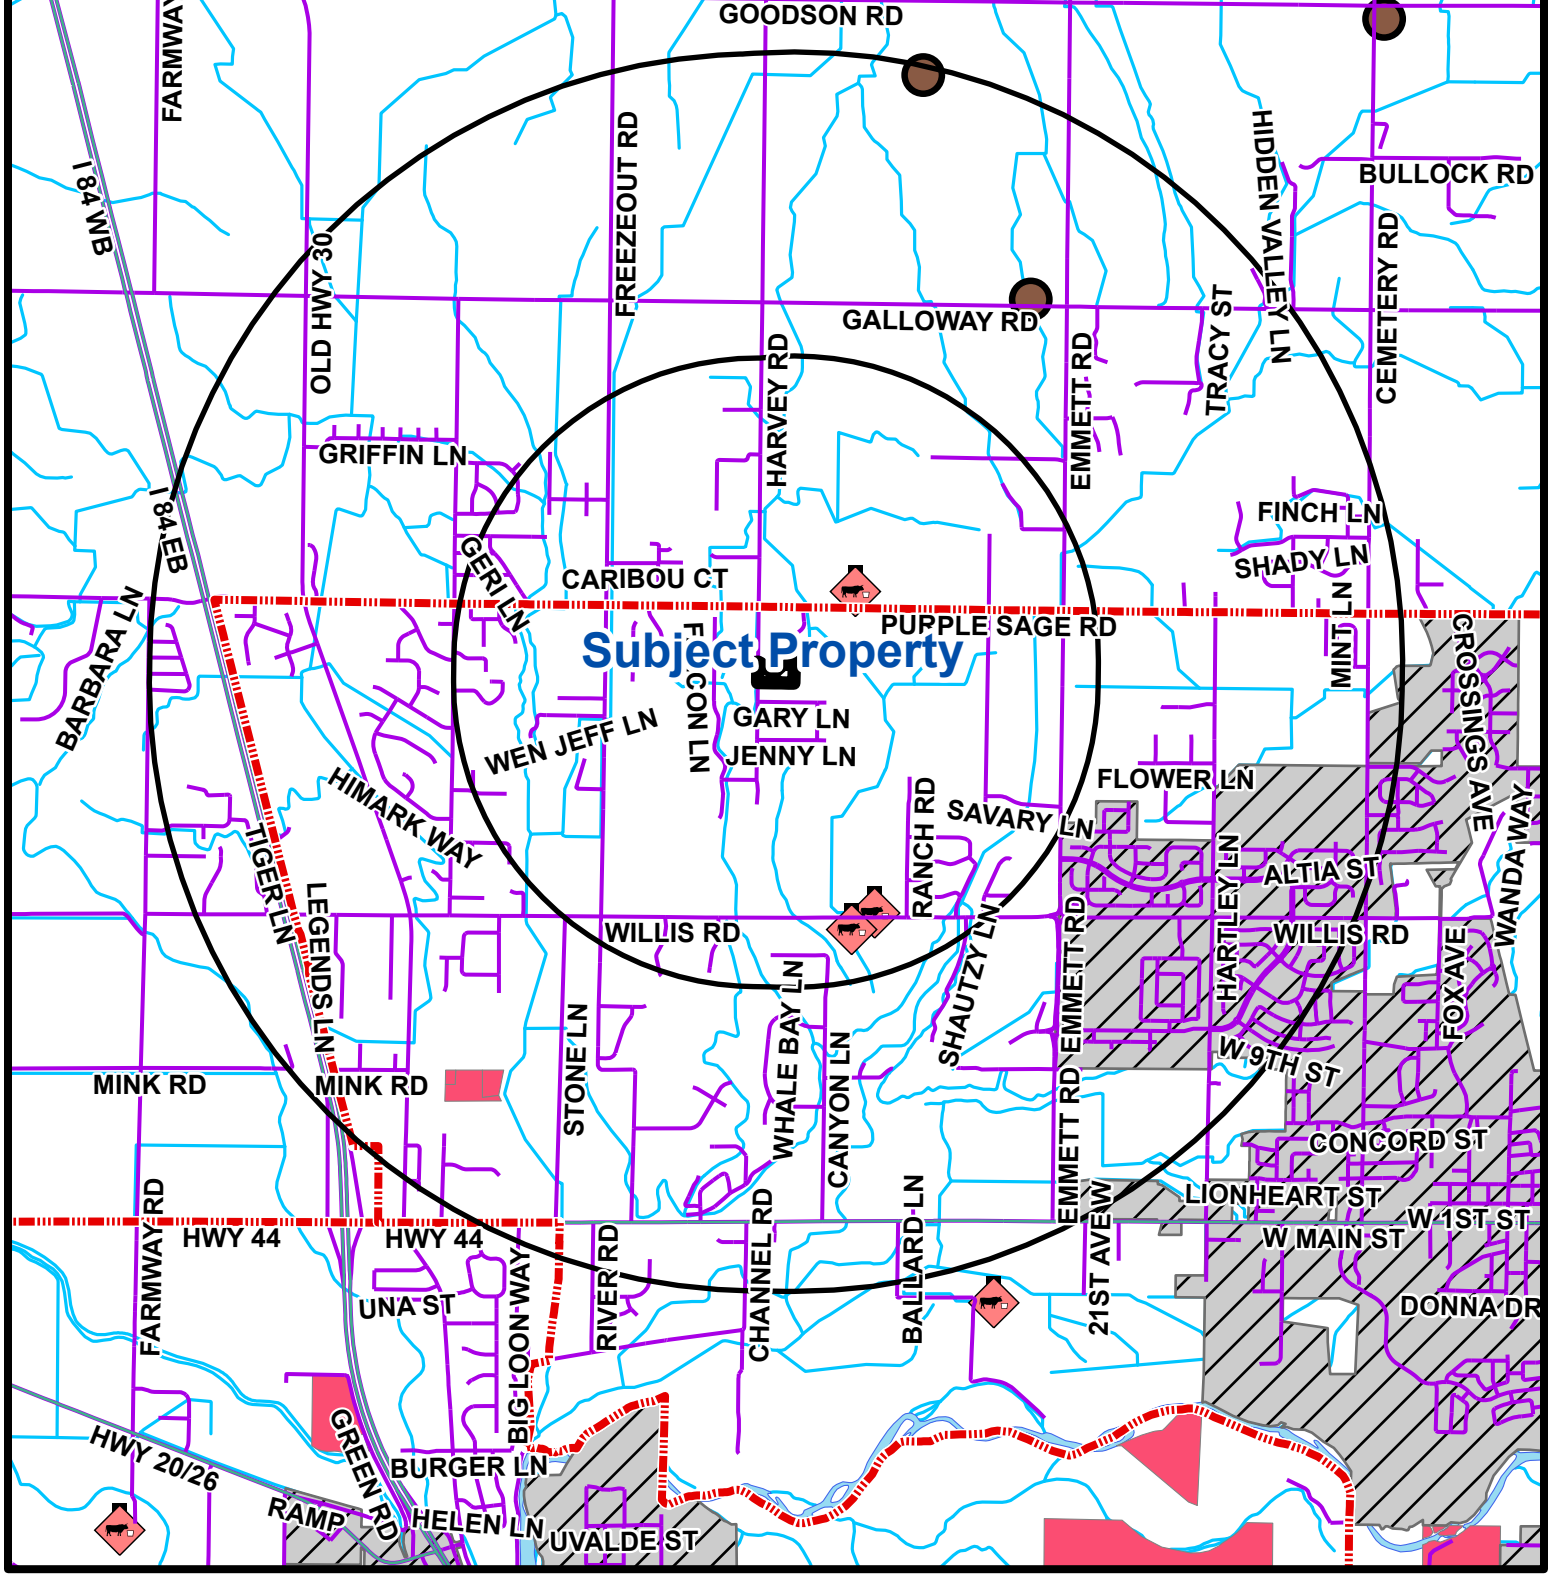 GOODSON RD
FARMWAY
I 84 WB
OLD HWY 30
FREEZEOUT RD
HIDDEN VALLEY LN
BULLOCK RD
CEMETERY RD
GALLOWAY RD
TRACY ST
HARVEY RD
EMMETT RD
GRIFFIN LN
I 84 EB
GERI LN
CARIBOU CT
FINCH LN
SHADY LN
MINT LN
BARBARA LN
PURPLE SAGE RD
Subject Property
FALCON LN
CROSSINGS AVE
GARY LN
WEN JEFF LN
JENNY LN
HIMARK WAY
FLOWER LN
RANCH RD
SAVARY LN
WANDA WAY
TIGER LN
LEGENDS LN
HARTLEY LN
ALTIA ST
WILLIS RD
WILLIS RD
EMMETT RD
SHAUTZY LN
FOX AVE
WHALE BAY LN
STONE LN
CANYON LN
W 9TH ST
MINK RD
MINK RD
EMMETT RD
CONCORD ST
FARMWAY RD
CHANNEL RD
BALLARD LN
21ST AVE W
LIONHEART ST
W 1ST ST
HWY 44
HWY 44
W MAIN ST
RIVER RD
BIG LOON WAY
UNA ST
DONNA DR
GREEN RD
HWY 20/26
BURGER LN
RAMP
HELEN LN
UVALDE ST